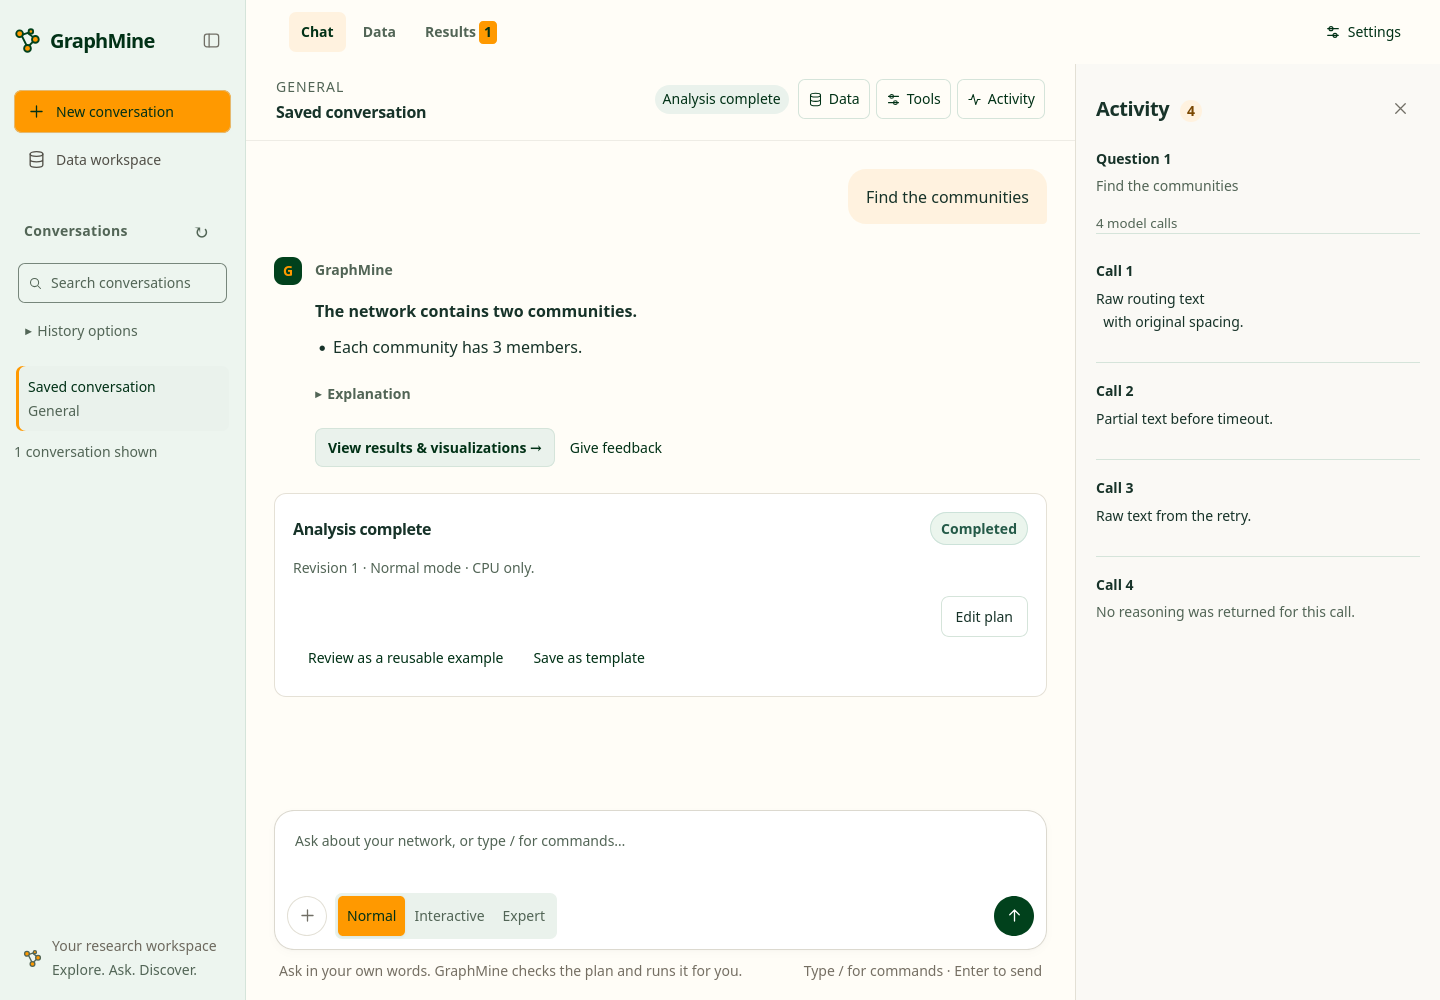 GraphMine
New conversation
Data workspace
Conversations
Search conversations
▸ History options
Saved conversation
General
1 conversation shown
Your research workspace
Explore. Ask. Discover.
Chat
Data
Results 1
Settings
GENERAL
Saved conversation
Analysis complete
Data
Tools
Activity
Find the communities
G
GraphMine
The network contains two communities.
• Each community has 3 members.
▸ Explanation
View results & visualizations →
Give feedback
Analysis complete
Completed
Revision 1 · Normal mode · CPU only.
Edit plan
Review as a reusable example
Save as template
Ask about your network, or type / for commands…
Normal
Interactive
Expert
Ask in your own words. GraphMine checks the plan and runs it for you.
Type / for commands · Enter to send
Activity 4
Question 1
Find the communities
4 model calls
Call 1
Raw routing text
with original spacing.
Call 2
Partial text before timeout.
Call 3
Raw text from the retry.
Call 4
No reasoning was returned for this call.